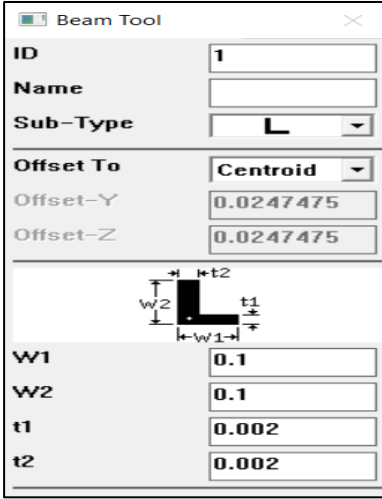 Beam Tool
ID 1
Name
Sub-Type
Offset To Centroid
Offset-Y 0.0247475
Offset-Z 0.0247475
t2
W2 t1
W1
W1 0.1
W2 0.1
t1 0.002
t2 0.002